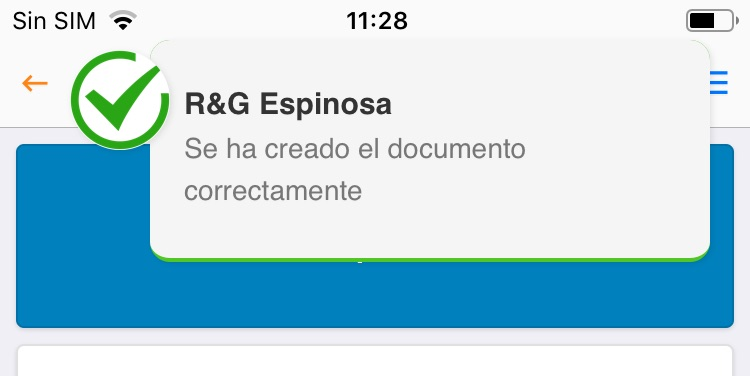 Sin SIM 11:28
R&G Espinosa
Se ha creado el documento
correctamente